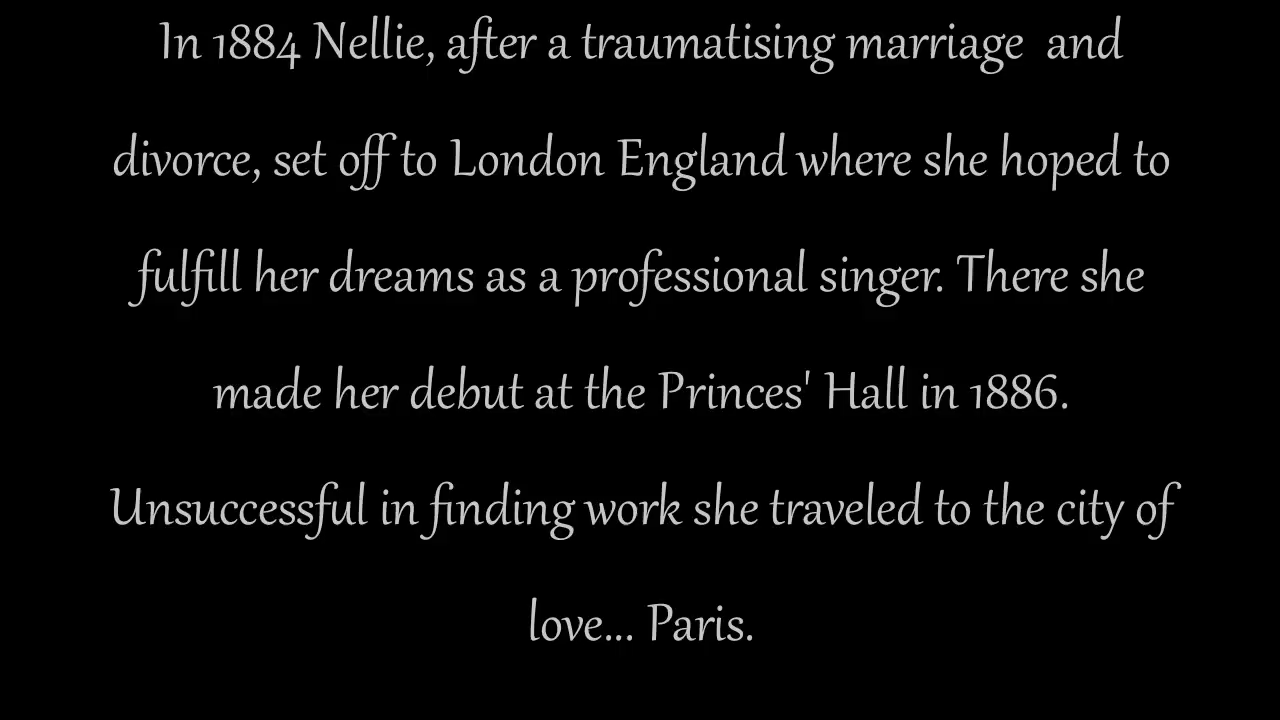 In 1884 Nellie, after a traumatising marriage  and
divorce, set off to London England where she hoped to
fulfill her dreams as a professional singer. There she
made her debut at the Princes' Hall in 1886.
Unsuccessful in finding work she traveled to the city of
love... Paris.